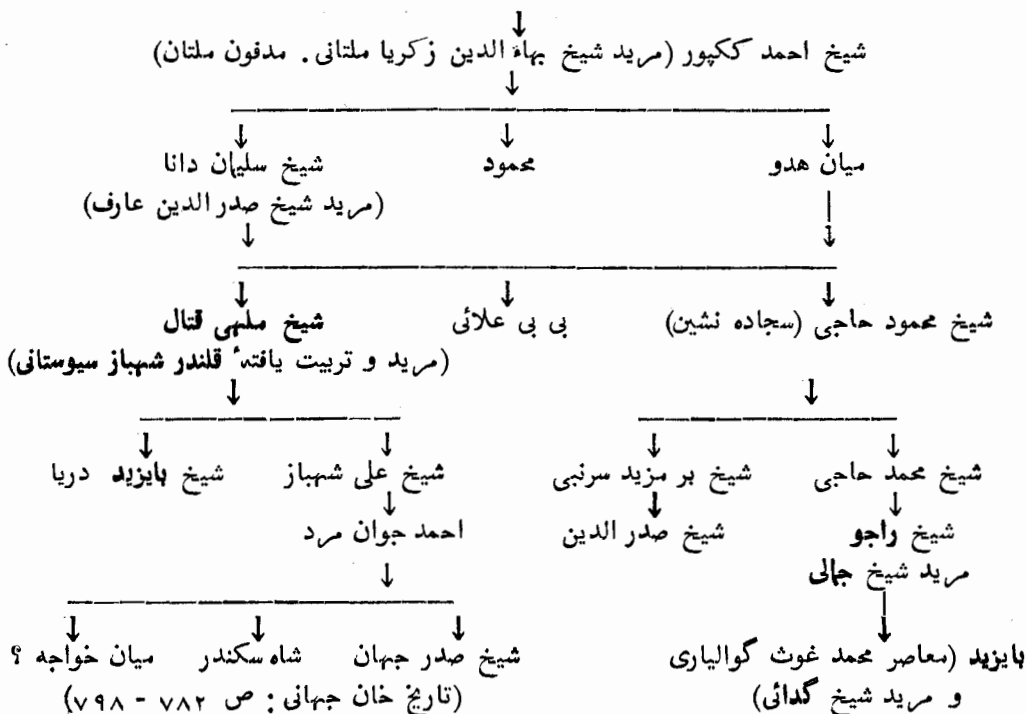 شیخ احمد ککپور (مرید شیخ بهاء الدین زکریا ملتانی . مدفون ملتان)
میان هدو محمود شیخ سلیمان دانا
(مرید شیخ صدر الدین عارف)
شیخ محمود حاجی (سجاده نشین) بی بی علائی شیخ ملهی قتال
(مرید و تربیت یافتهٔ قلندر شهباز سیوستانی)
شیخ محمد حاجی شیخ بر مزید سرنبی شیخ علی شهباز شیخ بایزید دریا
شیخ راجو شیخ صدر الدین احمد جوان مرد
مرید شیخ جمالی
بایزید (معاصر محمد غوث گوالیاری شیخ صدر جهان شاه سکندر میان خواجه ؟
و مرید شیخ گدائی) (تاریخ خان جهانی : ص ۷۸۲ - ۷۹۸)